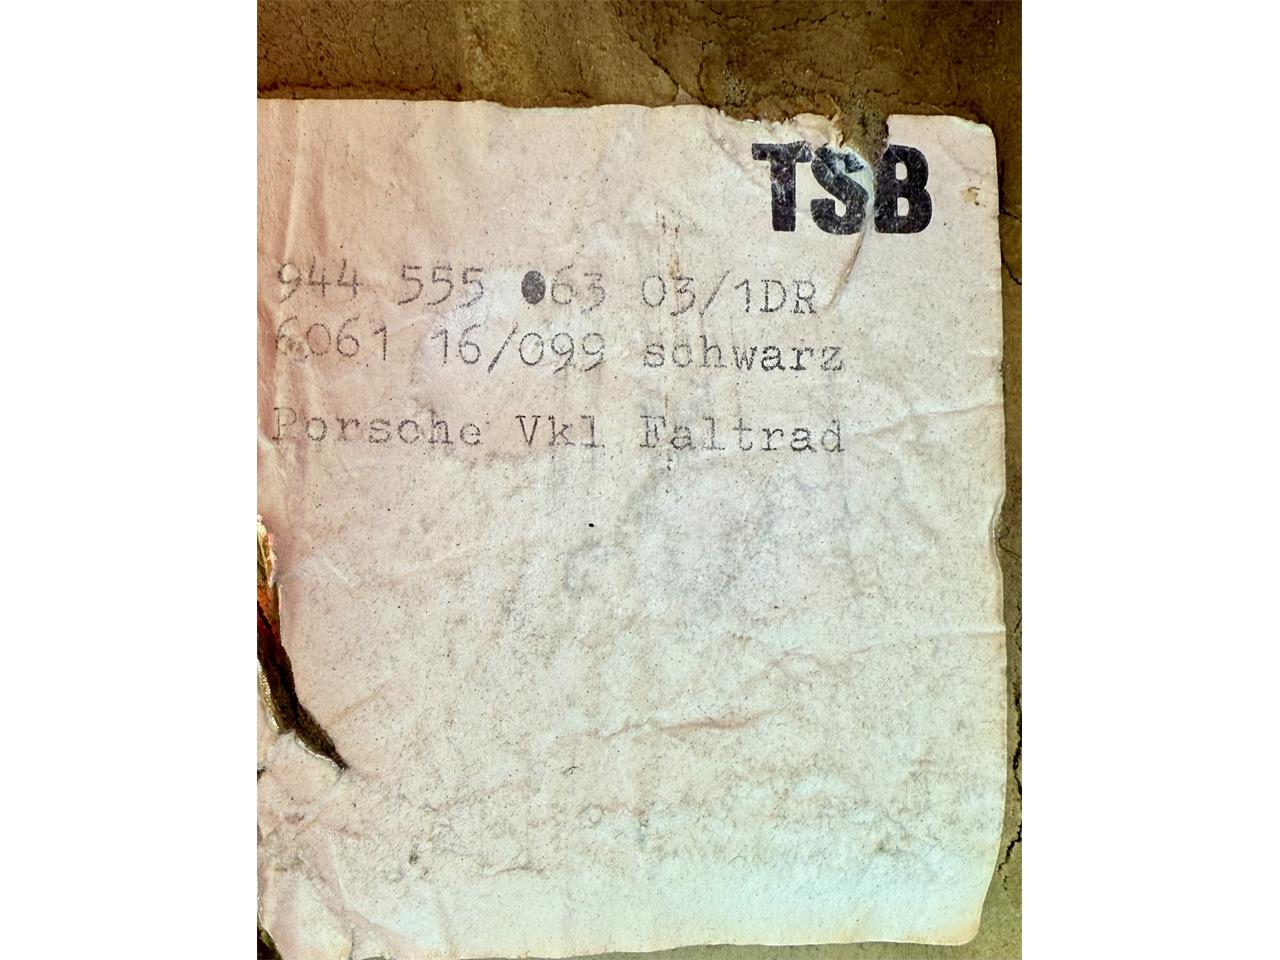 TSB
944 555 063 03/1DR
6061 16/099 schwarz
Porsche Vkl Faltrad